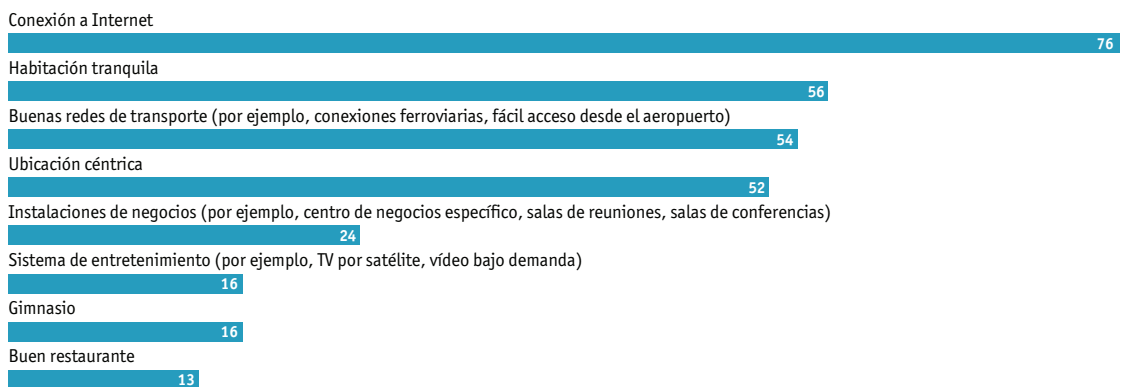 Conexión a Internet
76
Habitación tranquila
56
Buenas redes de transporte (por ejemplo, conexiones ferroviarias, fácil acceso desde el aeropuerto)
54
Ubicación céntrica
52
Instalaciones de negocios (por ejemplo, centro de negocios específico, salas de reuniones, salas de conferencias)
24
Sistema de entretenimiento (por ejemplo, TV por satélite, vídeo bajo demanda)
16
Gimnasio
16
Buen restaurante
13